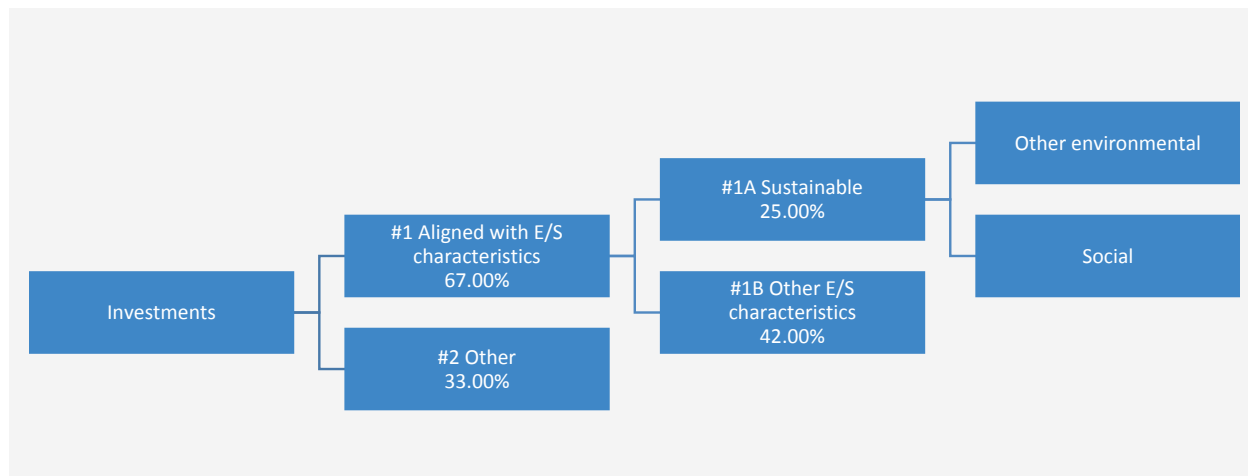 Investments
#1 Aligned with E/S
characteristics
67.00%
#2 Other
33.00%
#1A Sustainable
25.00%
#1B Other E/S
characteristics
42.00%
Other environmental
Social